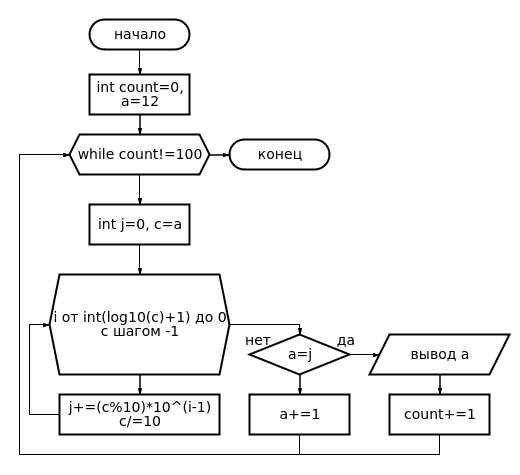 начало
int count=0,
a=12
while count!=100
конец
int j=0, c=a
i от int(log10(c)+1) до 0
с шагом -1
нет
да
a=j
вывод a
j+=(c%10)*10^(i-1)
c/=10
a+=1
count+=1